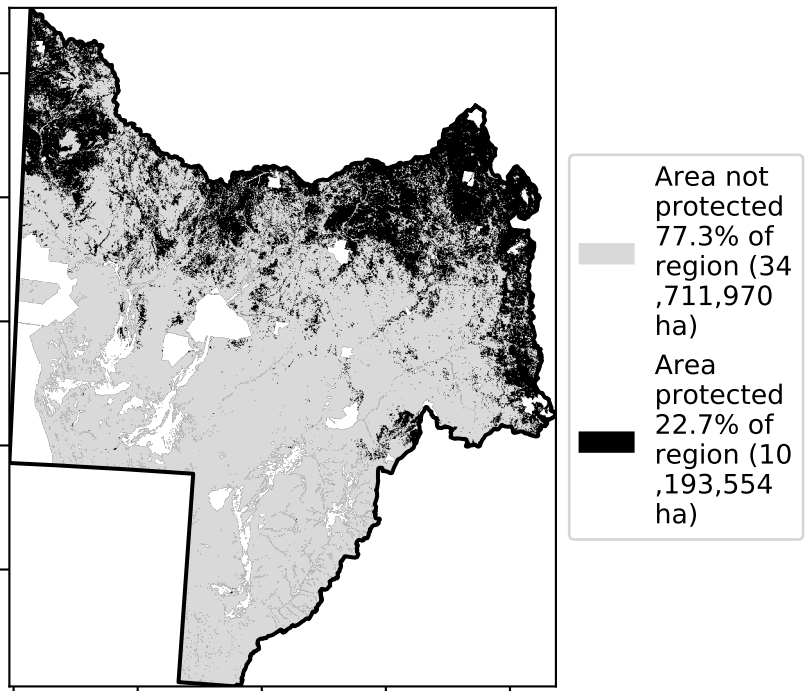 Area not
protected
77.3% of
region (34
,711,970
ha)
Area
protected
22.7% of
region (10
,193,554
ha)